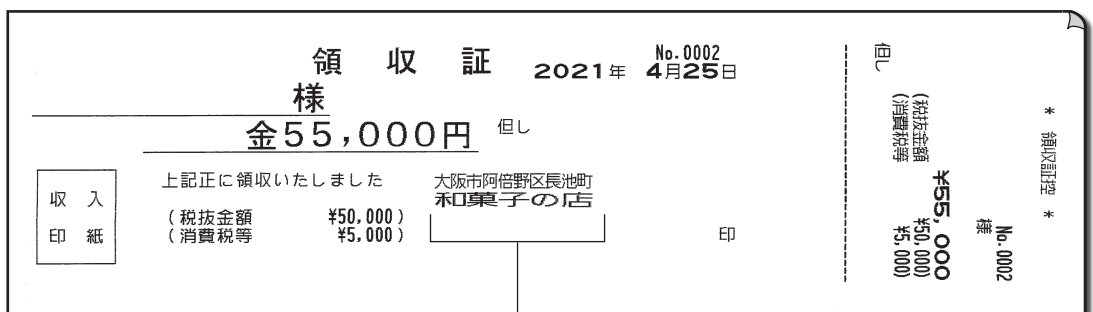 領収証
No.0002
2021年 4月25日
様
金55,000円 但し
上記正に領収いたしました
大阪市阿倍野区長池町
和菓子の店
収入
印紙
(税抜金額 ¥50,000)
(消費税等 ¥5,000)
印
* 領収証控 *
No.0002
様
¥55,000
(税抜金額 ¥50,000)
(消費税等 ¥5,000)
但し